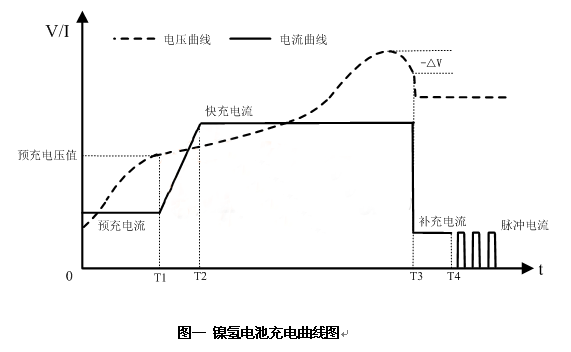 V/I
电压曲线
电流曲线
-△V
快充电流
预充电压值
预充电流
补充电流
脉冲电流
0
T1
T2
T3
T4
t
图一 镍氢电池充电曲线图